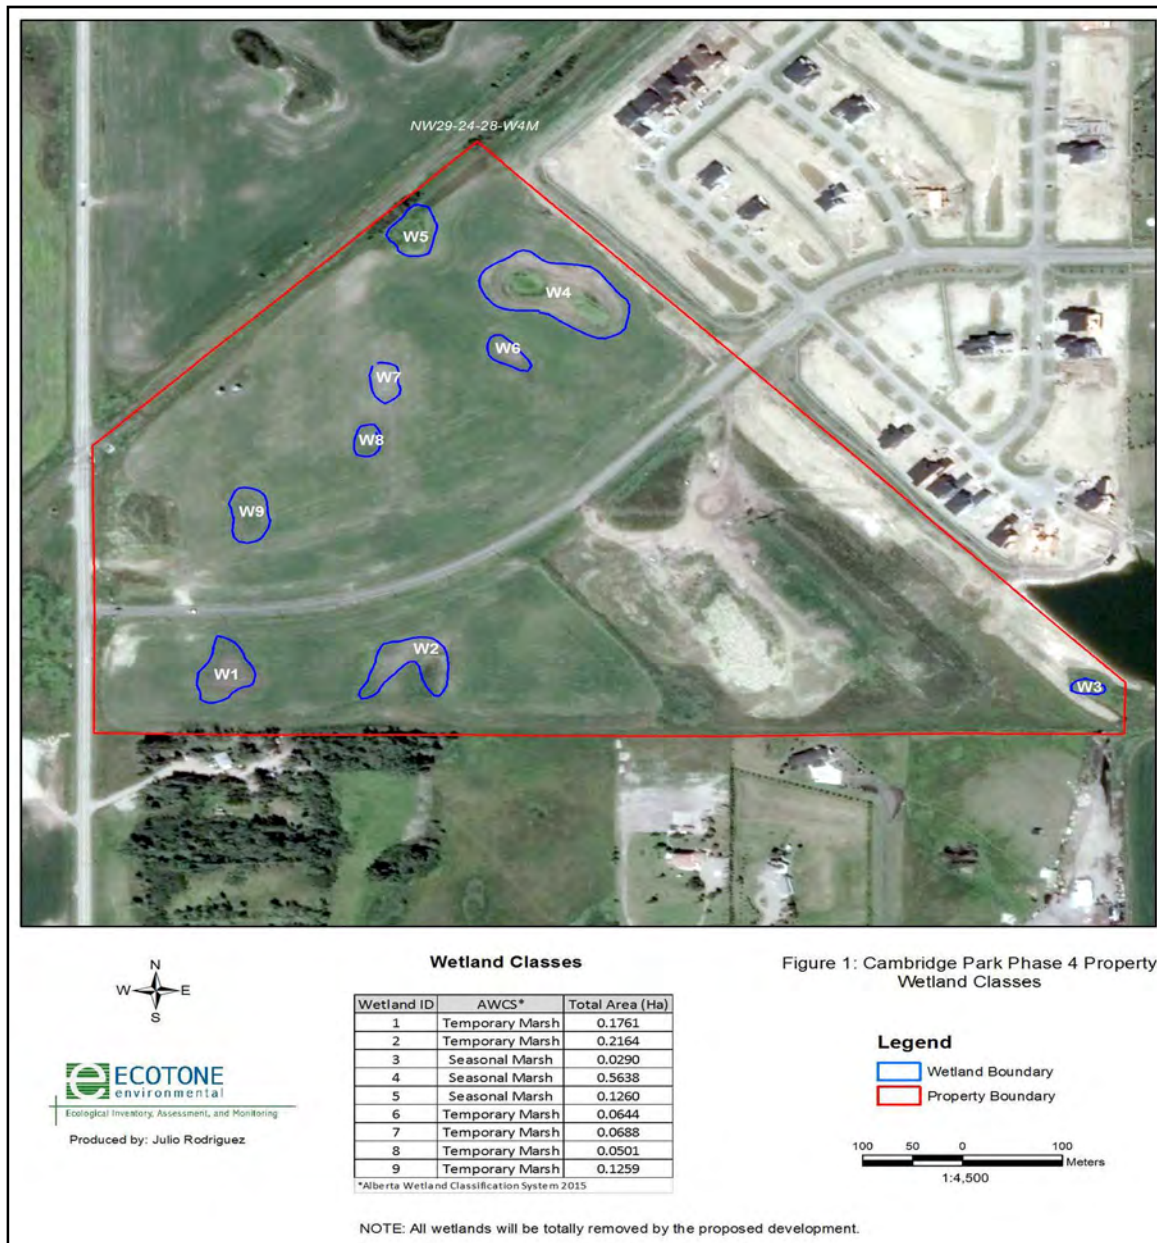 NW29-24-28-W4M
W5
W4
W6
W7
W8
W9
W2
W1
W3
N
W E
S
ECOTONE
environmental
Ecological Inventory, Assessment, and Monitoring
Produced by: Julio Rodriguez
Wetland Classes
Wetland ID AWCS* Total Area (Ha)
1 Temporary Marsh 0.1761
2 Temporary Marsh 0.2164
3 Seasonal Marsh 0.0290
4 Seasonal Marsh 0.5638
5 Seasonal Marsh 0.1260
6 Temporary Marsh 0.0644
7 Temporary Marsh 0.0688
8 Temporary Marsh 0.0501
9 Temporary Marsh 0.1259
*Alberta Wetland Classification System 2015
Figure 1: Cambridge Park Phase 4 Property
Wetland Classes
Legend
Wetland Boundary
Property Boundary
100 50 0 100
Meters
1:4,500
NOTE: All wetlands will be totally removed by the proposed development.